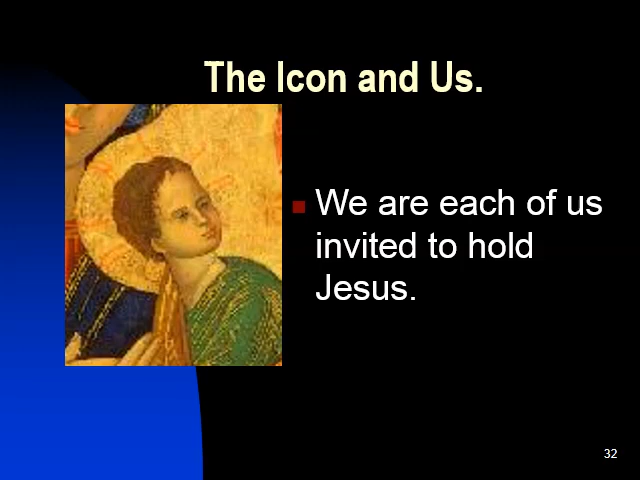 The Icon and Us.
We are each of us
invited to hold
Jesus.
32